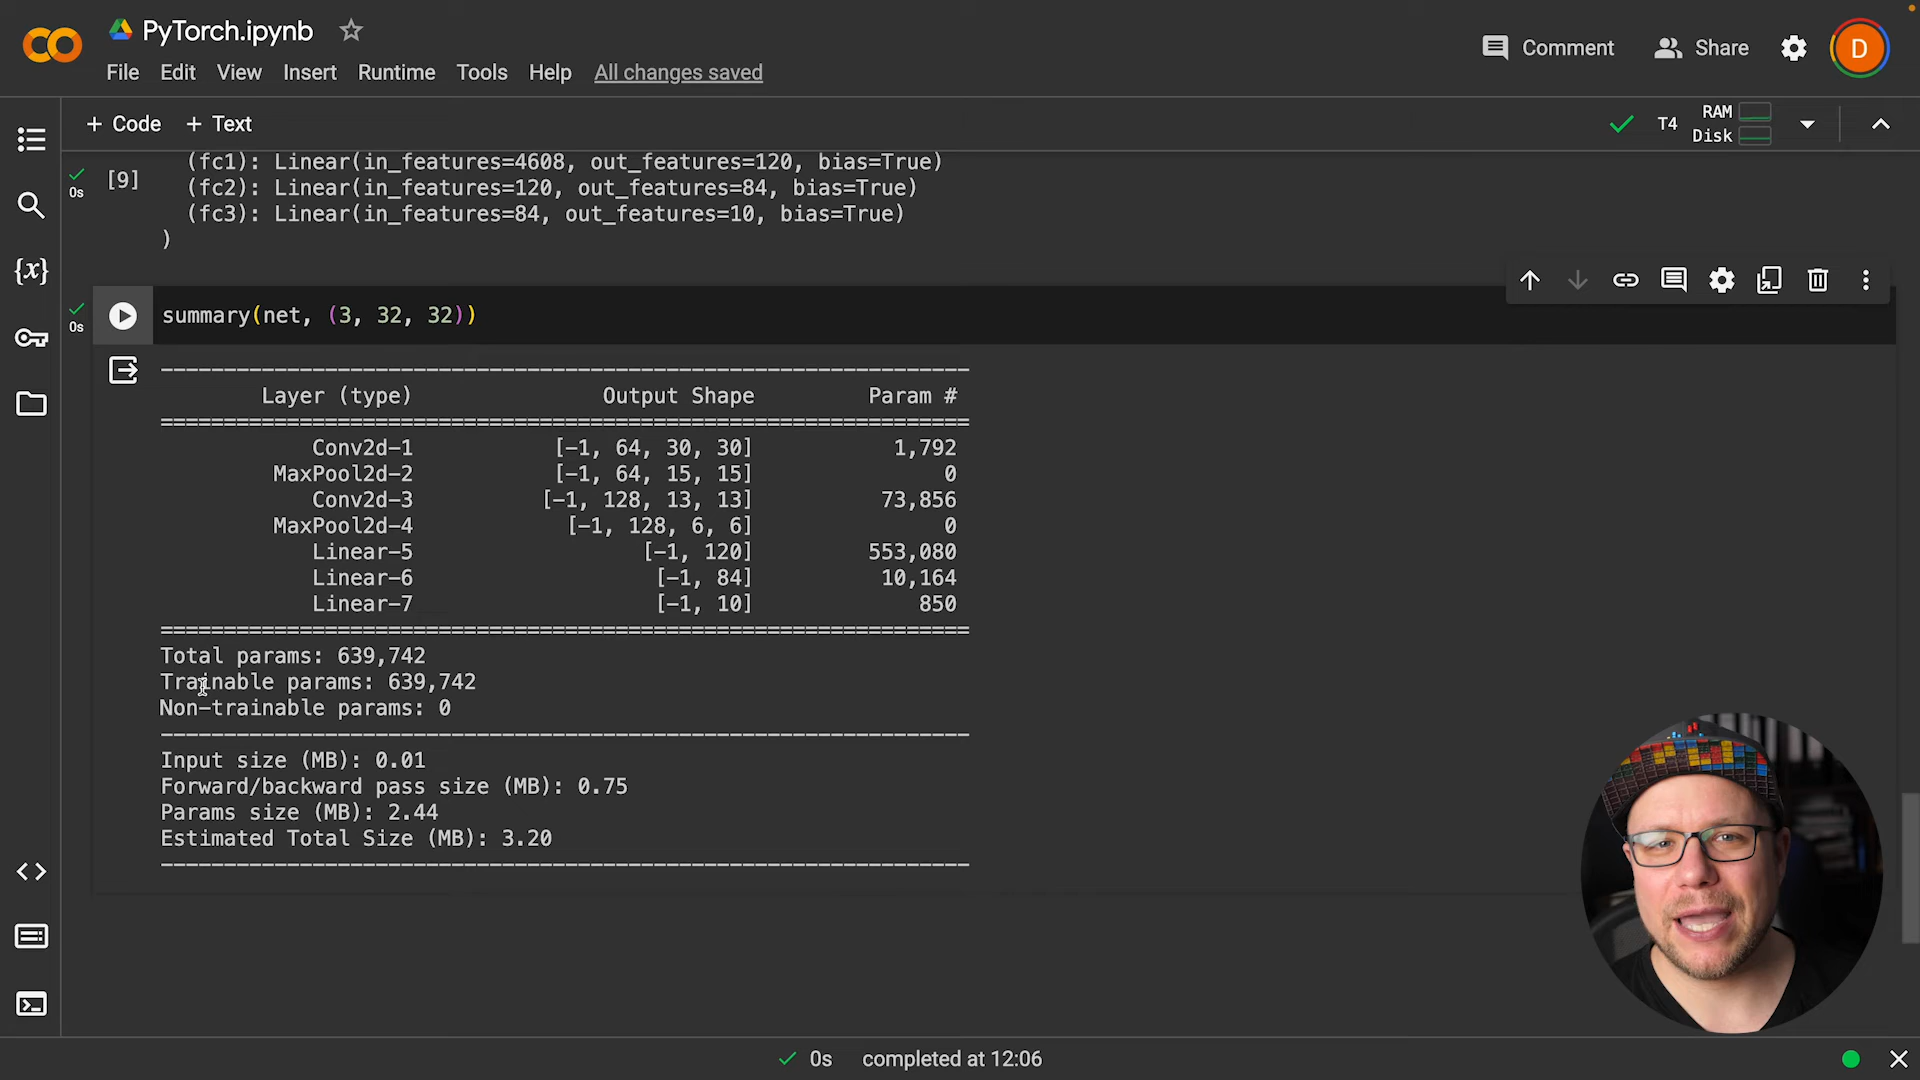 PyTorch.ipynb
Comment
Share
D
File Edit View Insert Runtime Tools Help All changes saved
+ Code + Text
T4
RAM
Disk
(fc1): Linear(in_features=4608, out_features=120, bias=True)
[9]
0s
(fc2): Linear(in_features=120, out_features=84, bias=True)
(fc3): Linear(in_features=84, out_features=10, bias=True)
)
{x}
summary(net, (3, 32, 32))
0s
----------------------------------------------------------------
Layer (type) Output Shape Param #
================================================================
Conv2d-1 [-1, 64, 30, 30] 1,792
MaxPool2d-2 [-1, 64, 15, 15] 0
Conv2d-3 [-1, 128, 13, 13] 73,856
MaxPool2d-4 [-1, 128, 6, 6] 0
Linear-5 [-1, 120] 553,080
Linear-6 [-1, 84] 10,164
Linear-7 [-1, 10] 850
================================================================
Total params: 639,742
Trainable params: 639,742
Non-trainable params: 0
----------------------------------------------------------------
Input size (MB): 0.01
Forward/backward pass size (MB): 0.75
Params size (MB): 2.44
Estimated Total Size (MB): 3.20
----------------------------------------------------------------
0s completed at 12:06